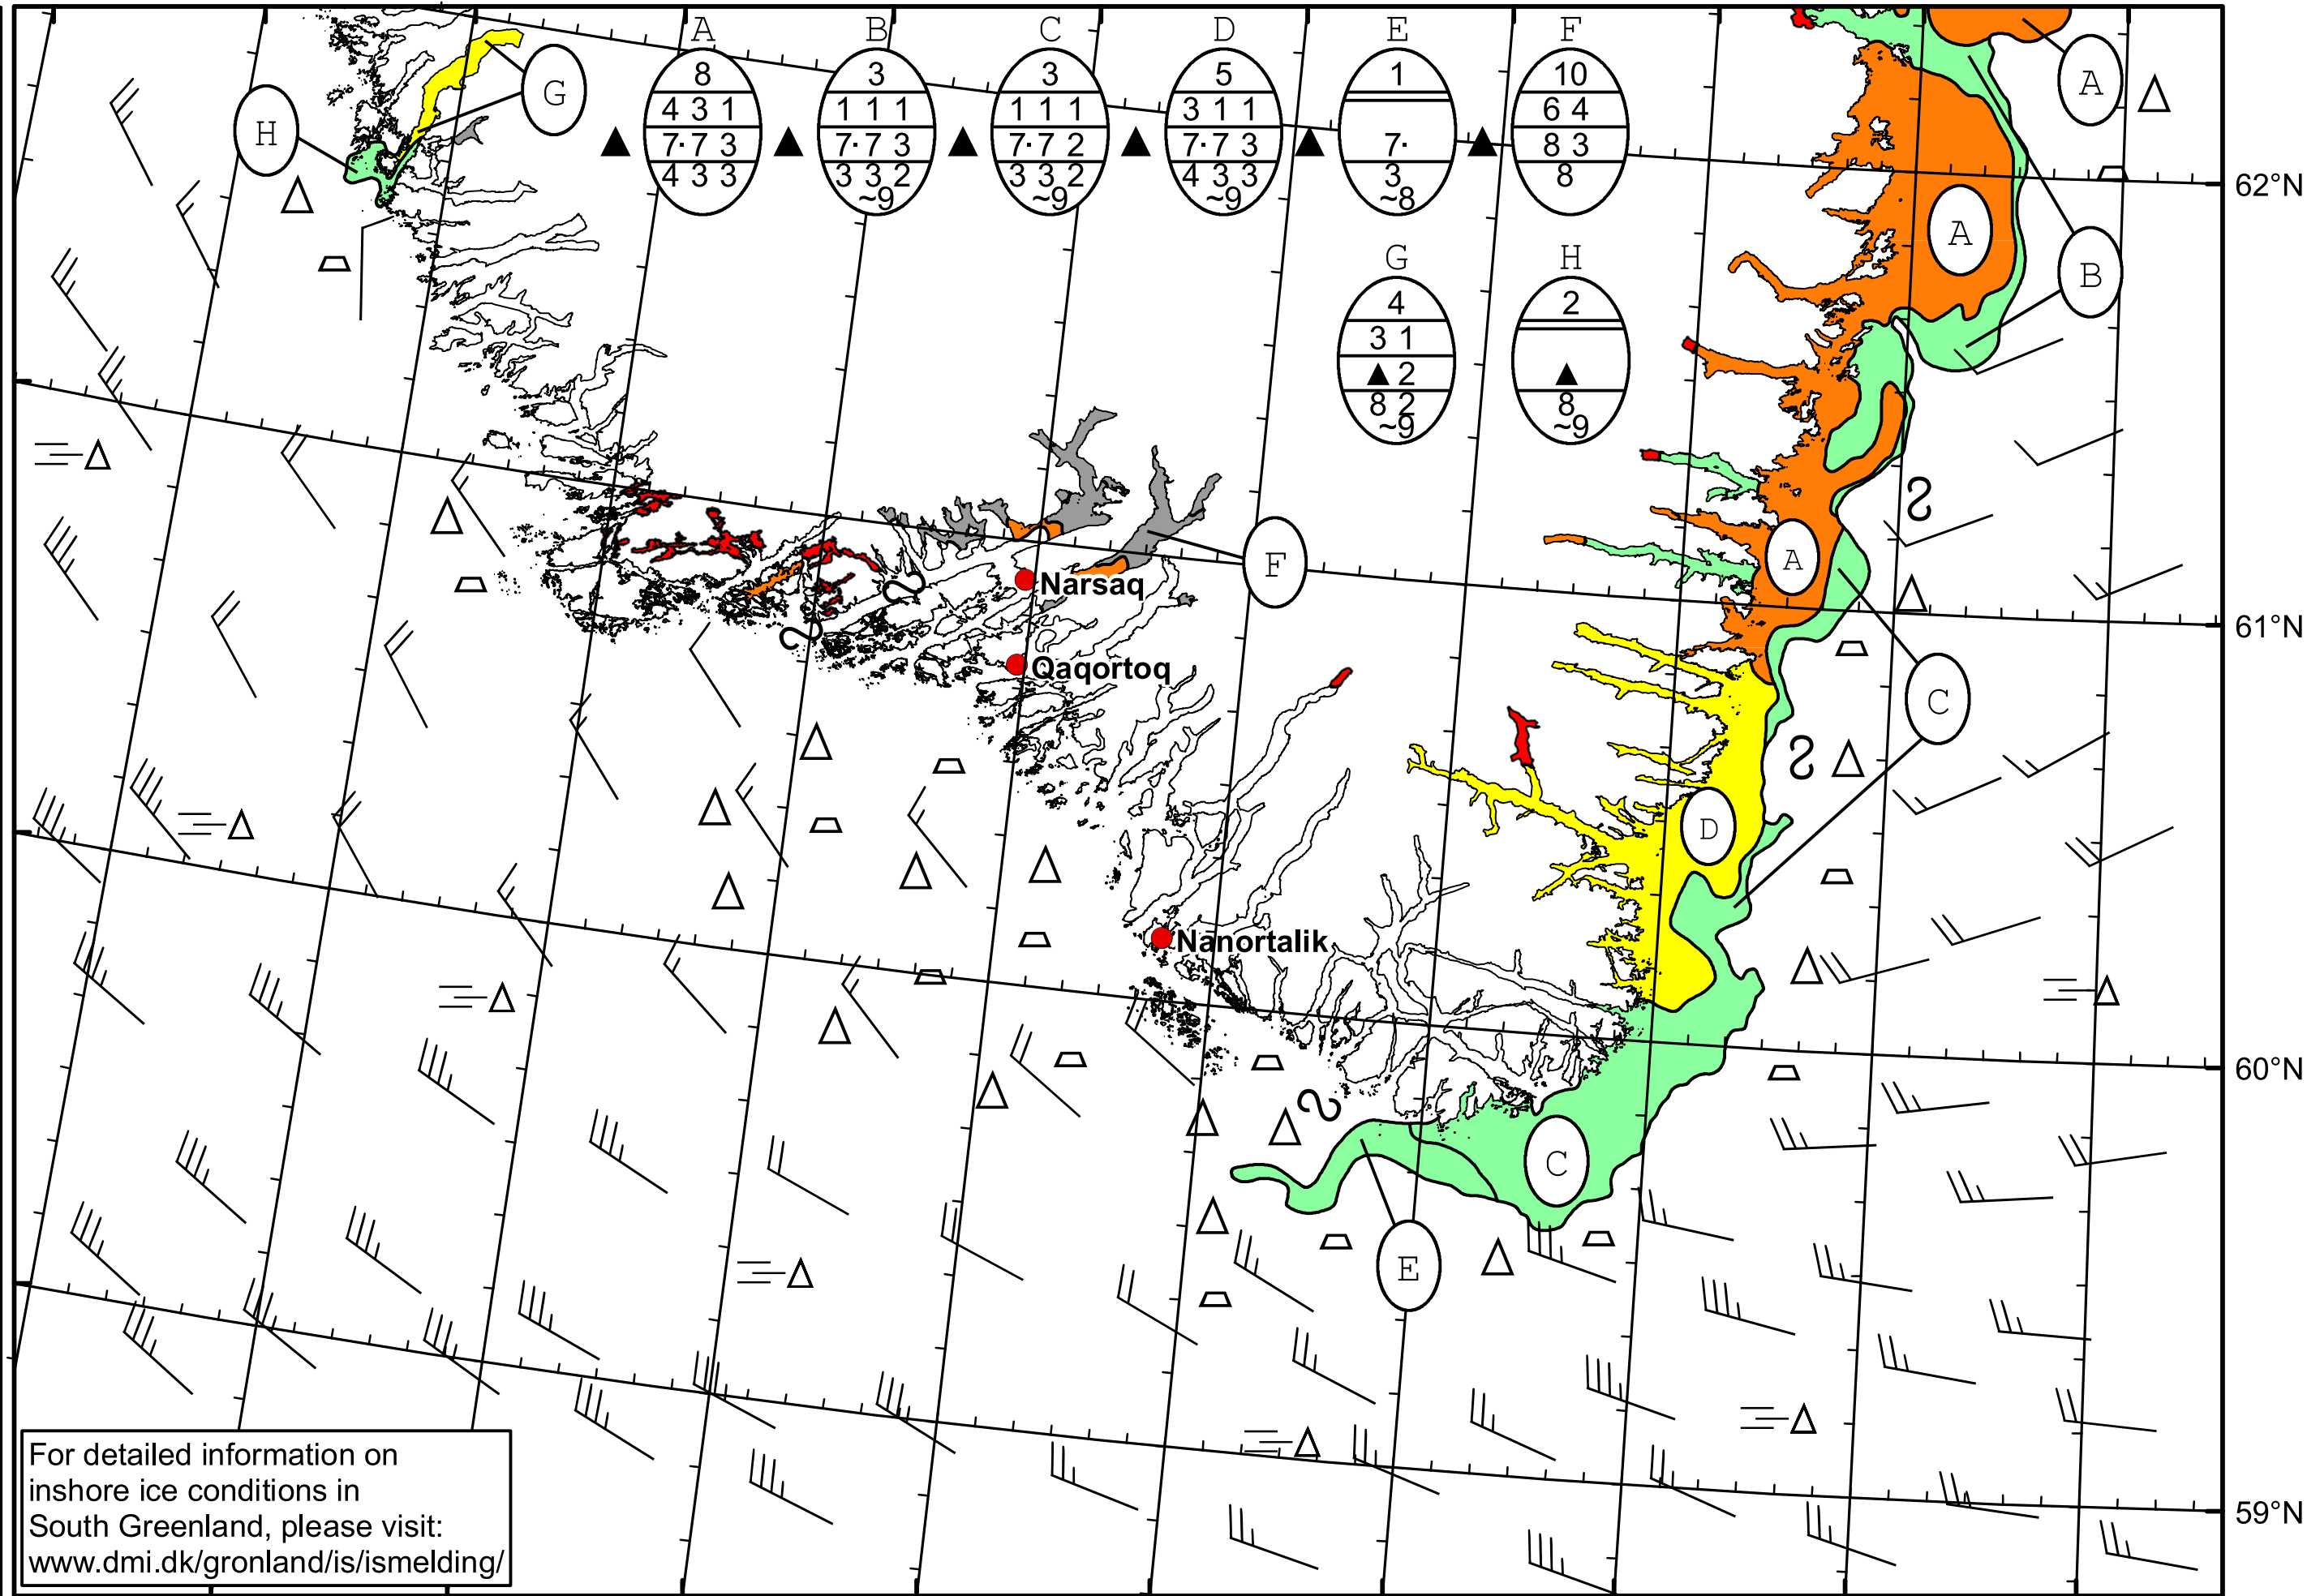 A B C D E F
8 3 3 5 1 10
4 3 1 1 1 1 1 1 1 3 1 1 6 4
7· 7 3 7· 7 3 7· 7 2 7· 7 3 7· 8 3
4 3 3 3 3 2 3 3 2 4 3 3 3 8
~9 ~9 ~9 ~8
G H
4 2
3 1
▲ 2 ▲
8 2 8
~9 ~9
G
H
A
62°N
A
B
F
A
Narsaq
61°N
Qaqortoq
C
D
Nanortalik
60°N
C
E
For detailed information on
inshore ice conditions in
South Greenland, please visit:
www.dmi.dk/gronland/is/ismelding/
59°N